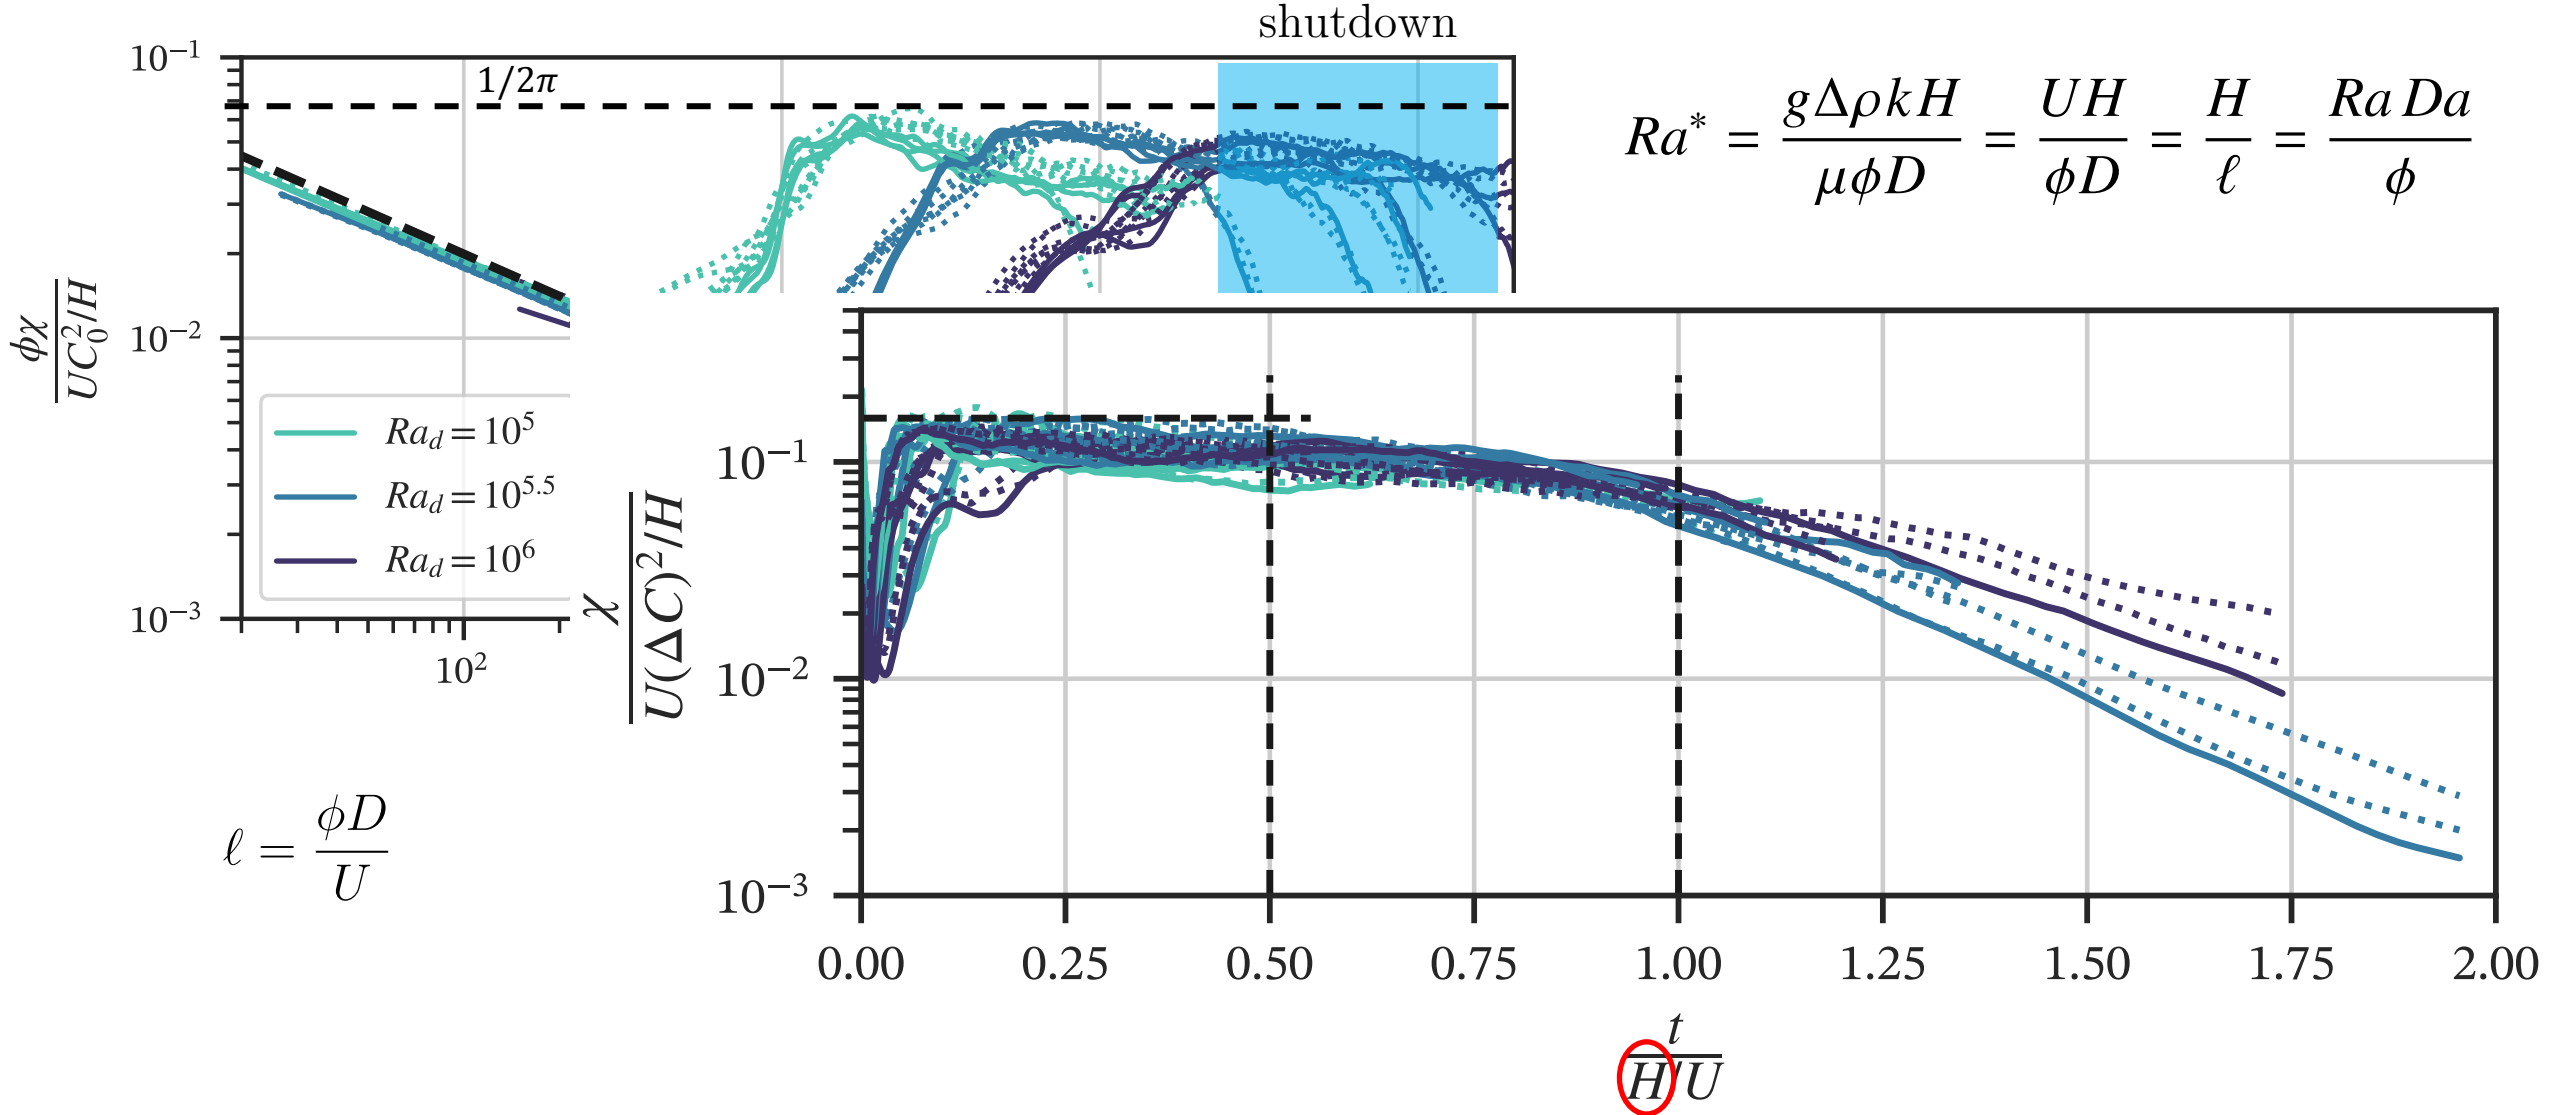 shutdown
10⁻¹
1/2π
Ra* = gΔρkH/μϕD = UH/ϕD = H/ℓ = Ra Da/ϕ
ϕχ/UC₀²/H
10⁻²
Ra_d = 10⁵
Ra_d = 10^5.5
Ra_d = 10⁶
10⁻³
10²
χ/U(ΔC)²/H
10⁻¹
10⁻²
10⁻³
ℓ = ϕD/U
0.00 0.25 0.50 0.75 1.00 1.25 1.50 1.75 2.00
t/H/U